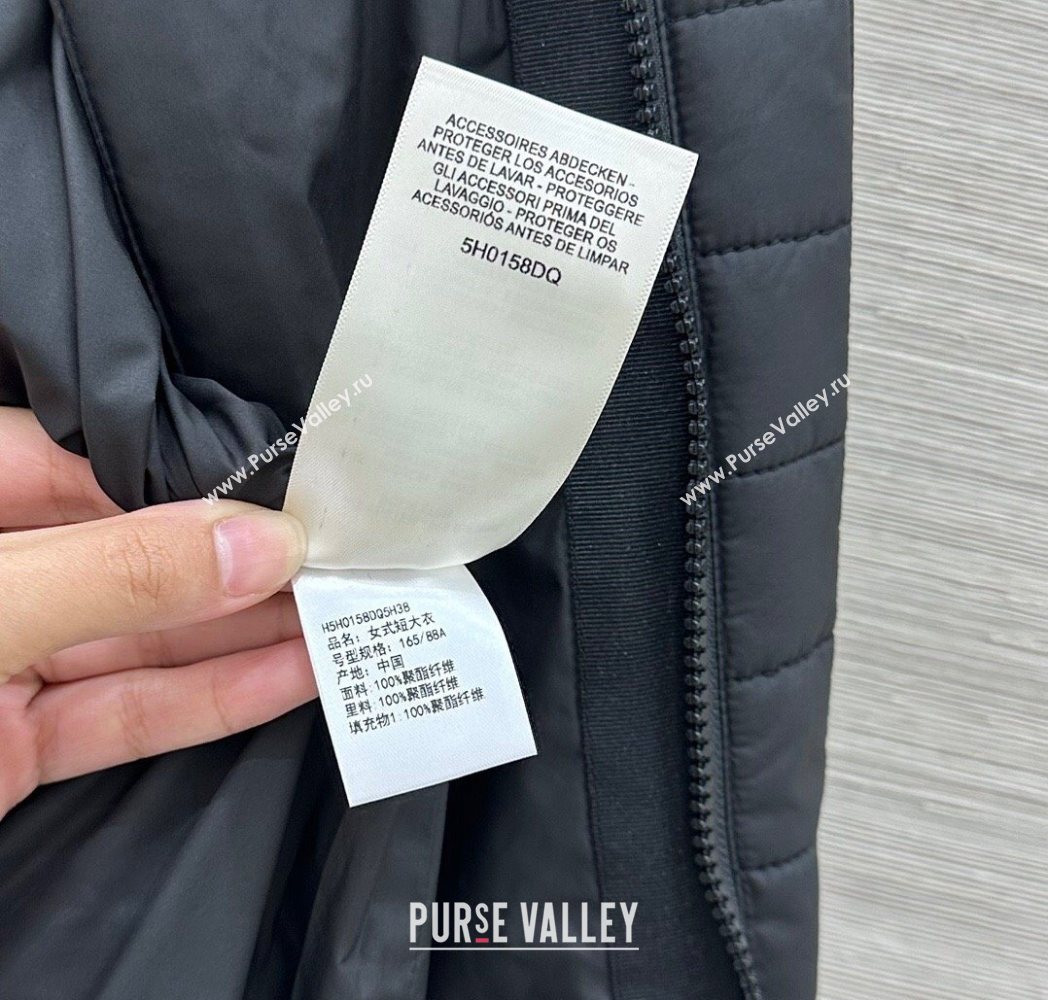 ACCESSOIRES ABDECKEN -
PROTEGER LOS ACCESORIOS
ANTES DE LAVAR - PROTEGGERE
GLI ACCESSORI PRIMA DEL
LAVAGGIO - PROTEGER OS
ACESSORIÓS ANTES DE LIMPAR
5H0158DQ
www.PurseValley.ru
www.PurseValley.ru
H5H0158DQ5H38
品名: 女式短大衣
号型规格: 165/88A
产地: 中国
面料:100%聚酯纤维
里料:100%聚酯纤维
填充物1:100%聚酯纤维
PURSE VALLEY